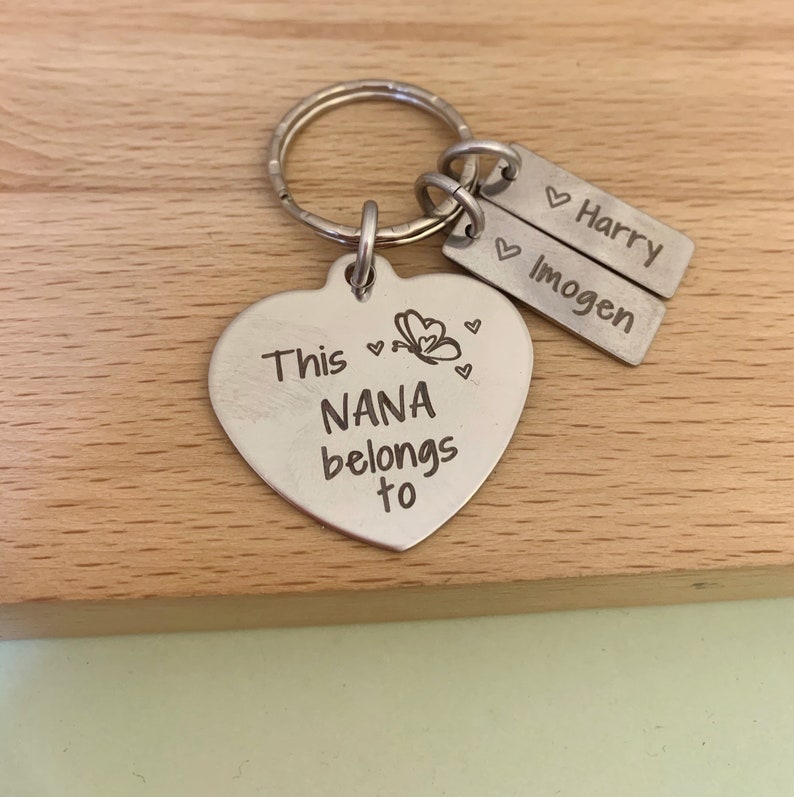 This
NANA
belongs
to
♡ Harry
♡ Imogen